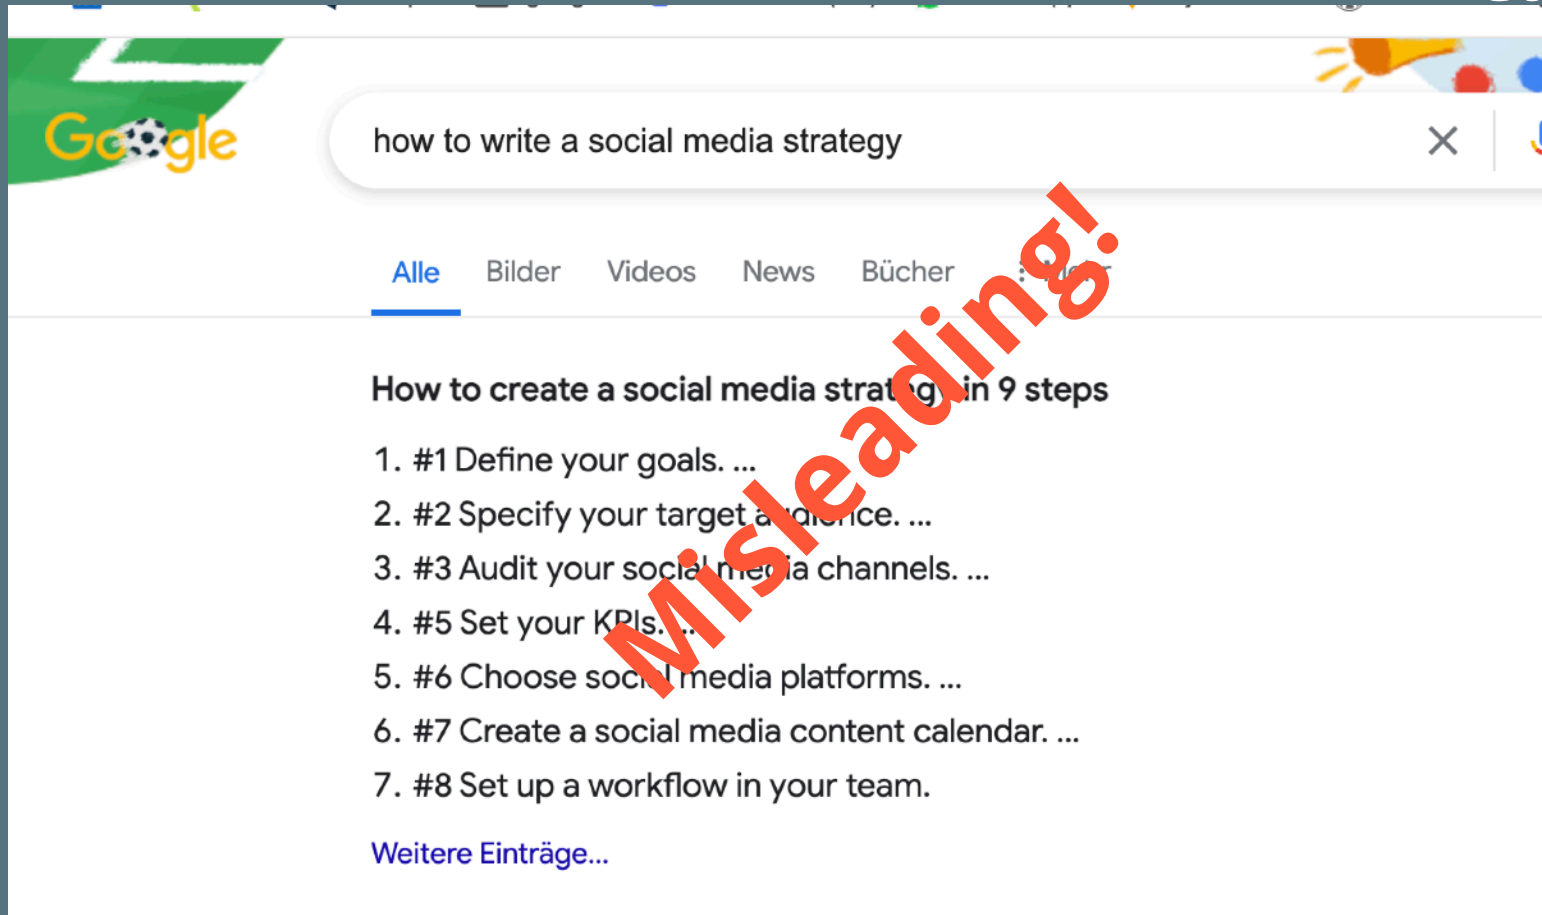 Google
how to write a social media strategy
Alle Bilder Videos News Bücher Mehr
Misleading!
How to create a social media strategy in 9 steps
1. #1 Define your goals. ...
2. #2 Specify your target audience. ...
3. #3 Audit your social media channels. ...
4. #5 Set your KPIs. ...
5. #6 Choose social media platforms. ...
6. #7 Create a social media content calendar. ...
7. #8 Set up a workflow in your team.
Weitere Einträge...